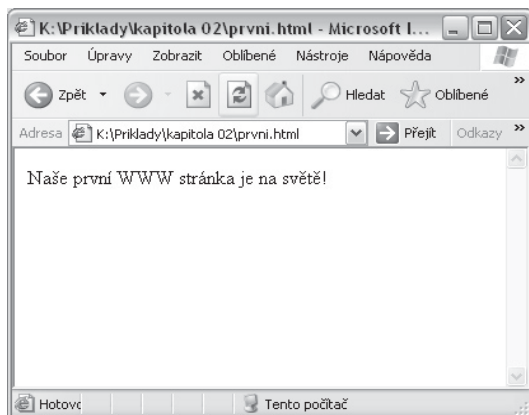 K:\Priklady\kapitola 02\prvni.html - Microsoft I...
Soubor Úpravy Zobrazit Oblíbené Nástroje Nápověda
Zpět Hledat Oblíbené »
Adresa K:\Priklady\kapitola 02\prvni.html Přejít Odkazy »
Naše první WWW stránka je na světě!
Tento počítač